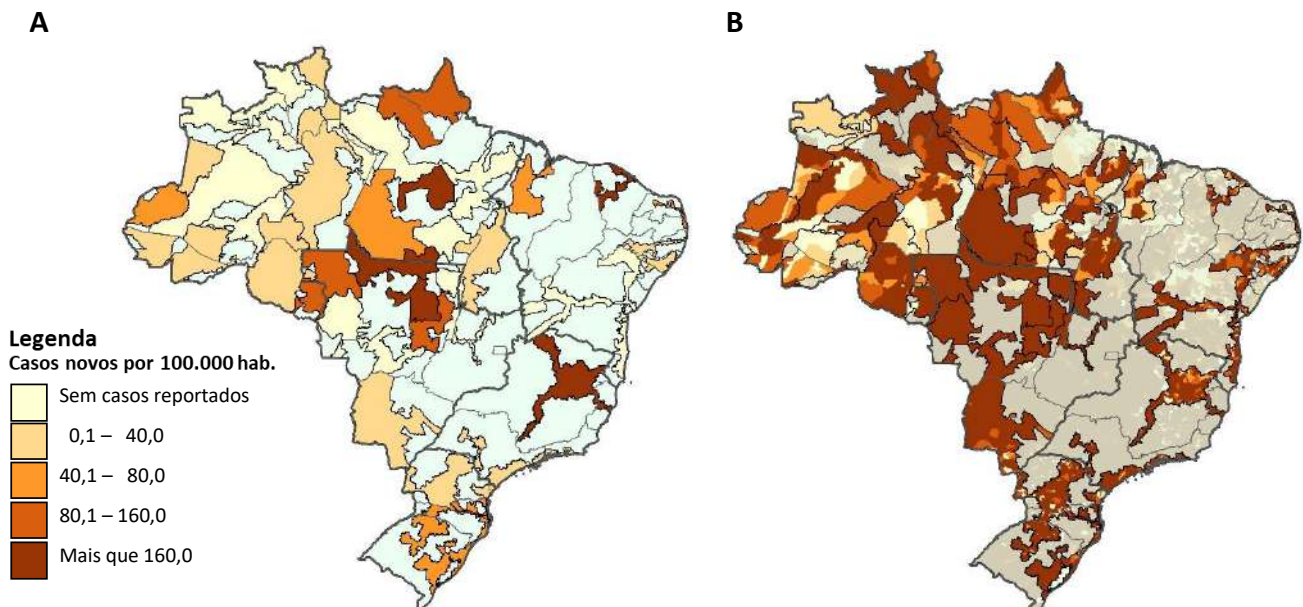 A
B
Legenda
Casos novos por 100.000 hab.
Sem casos reportados
0,1 – 40,0
40,1 – 80,0
80,1 – 160,0
Mais que 160,0